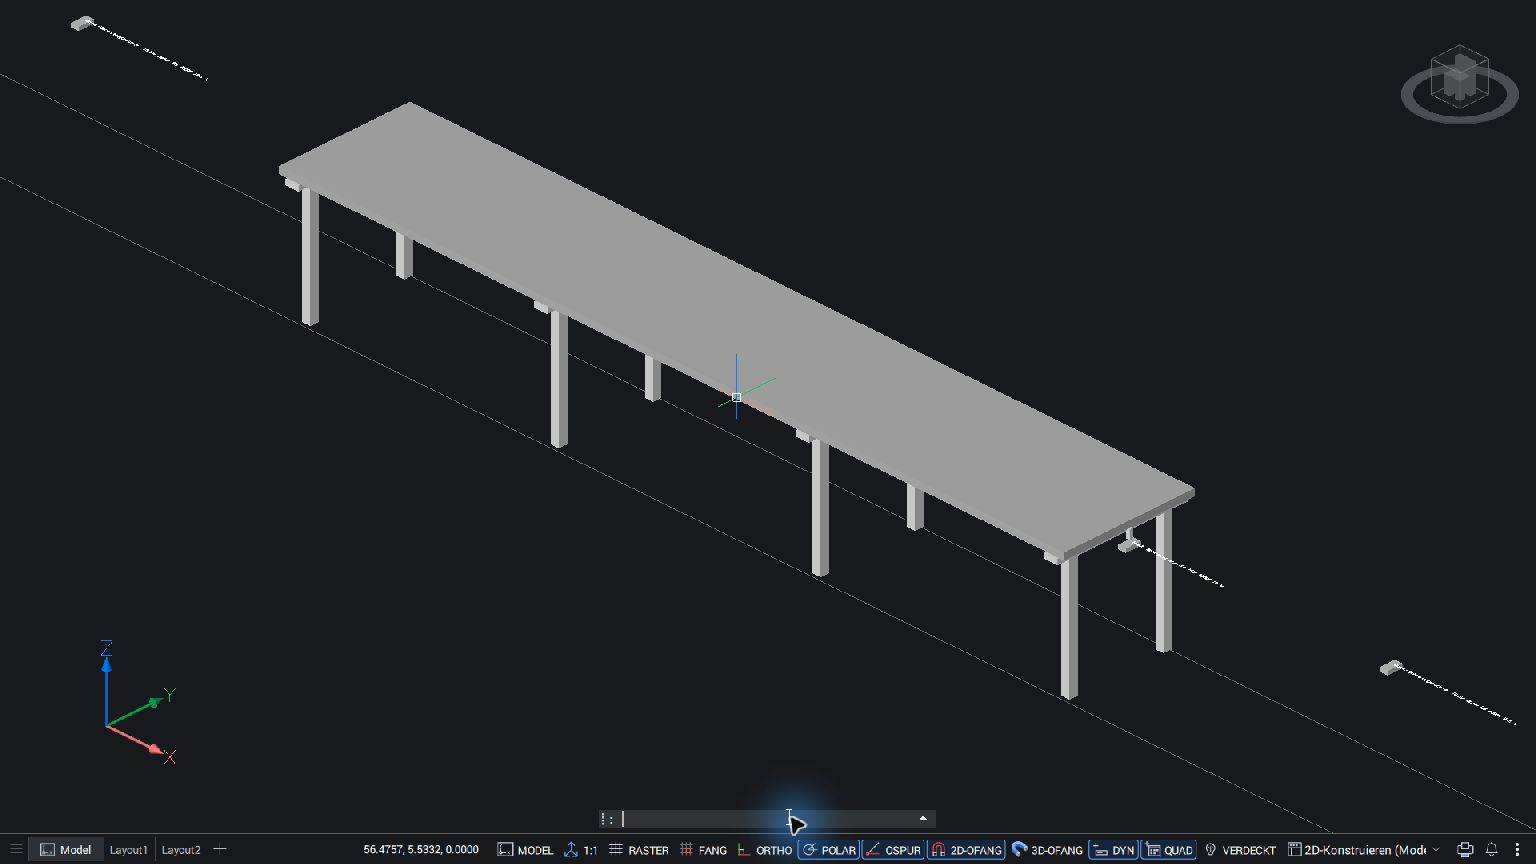 Z
Y
X
:
Model Layout1 Layout2 56.4757, 5.5332, 0.0000 MODEL 1:1 RASTER FANG ORTHO POLAR OSPUR 2D-OFANG 3D-OFANG DYN QUAD VERDECKT 2D-Konstruieren (Mode